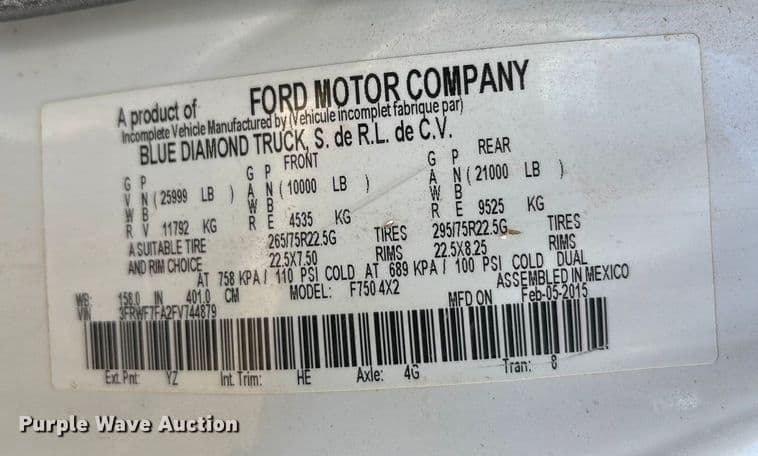 A product of FORD MOTOR COMPANY
Incomplete Vehicle Manufactured by (Vehicule incomplet fabrique par)
BLUE DIAMOND TRUCK, S. de R.L. de C.V.
FRONT REAR
G P G P G P
V N ( 25999 LB ) A N ( 10000 LB ) A N ( 21000 LB )
W B W B W B
R V 11792 KG R E 4535 KG R E 9525 KG
A SUITABLE TIRE 265/75R22.5G TIRES 295/75R22.5G TIRES
AND RIM CHOICE 22.5X7.50 RIMS 22.5X8.25 RIMS
AT 758 KPA/ 110 PSI COLD AT 689 KPA/ 100 PSI COLD DUAL
WB: 158.0 IN 401.0 CM MODEL: F750 4X2 ASSEMBLED IN MEXICO
VIN 3FRWF7FA2FV744879 MFD ON Feb-05-2015
Ext. Pnt: YZ Int. Trim: HE Axle: 4G Tran: 8
Purple Wave Auction